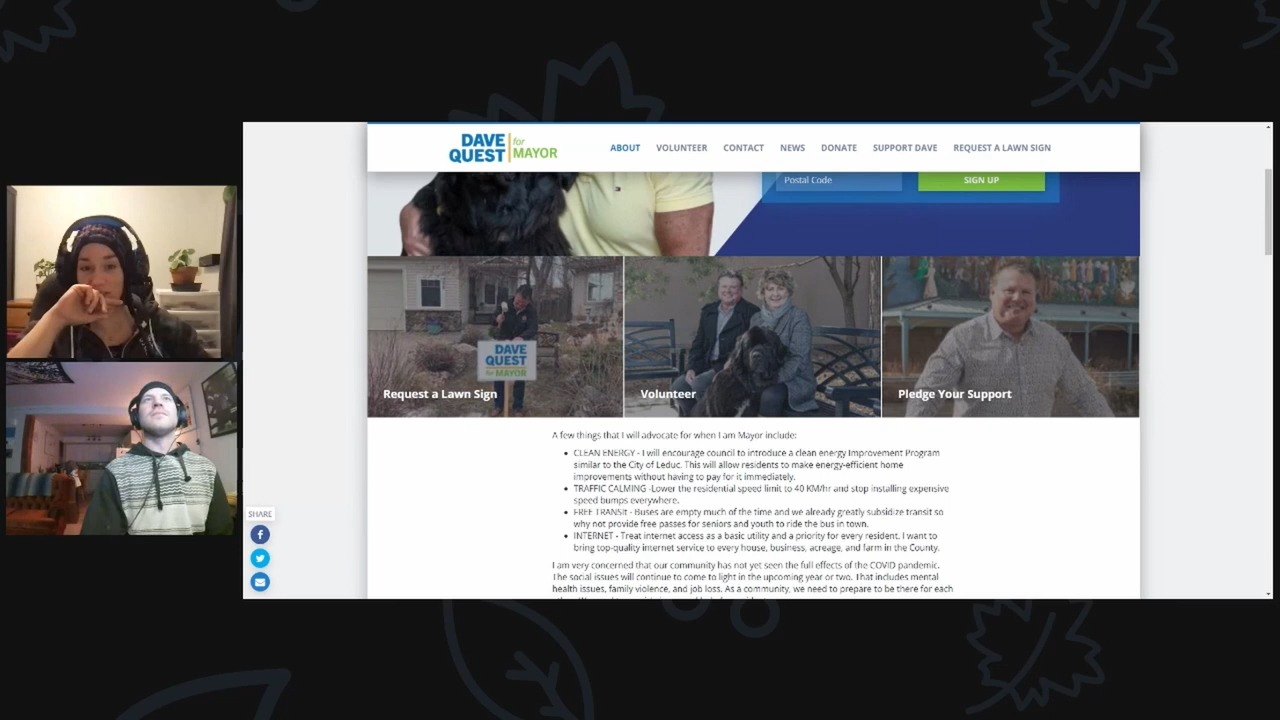 DAVE
QUEST
for
MAYOR
ABOUT
VOLUNTEER
CONTACT
NEWS
DONATE
SUPPORT DAVE
REQUEST A LAWN SIGN
Postal Code
SIGN UP
DAVE
QUEST
for MAYOR
Request a Lawn Sign
Volunteer
Pledge Your Support
A few things that I will advocate for when I am Mayor include:
• CLEAN ENERGY - I will encourage council to introduce a clean energy Improvement Program
similar to the City of Leduc. This will allow residents to make energy-efficient home
improvements without having to pay for it immediately.
• TRAFFIC CALMING -Lower the residential speed limit to 40 KM/hr and stop installing expensive
speed bumps everywhere.
• FREE TRANSIT - Buses are empty much of the time and we already greatly subsidize transit so
why not provide free passes for seniors and youth to ride the bus in town.
• INTERNET - Treat internet access as a basic utility and a priority for every resident. I want to
bring top-quality internet service to every house, business, acreage, and farm in the County.
I am very concerned that our community has not yet seen the full effects of the COVID pandemic.
The social issues will continue to come to light in the upcoming year or two. That includes mental
health issues, family violence, and job loss. As a community, we need to prepare to be there for each
SHARE